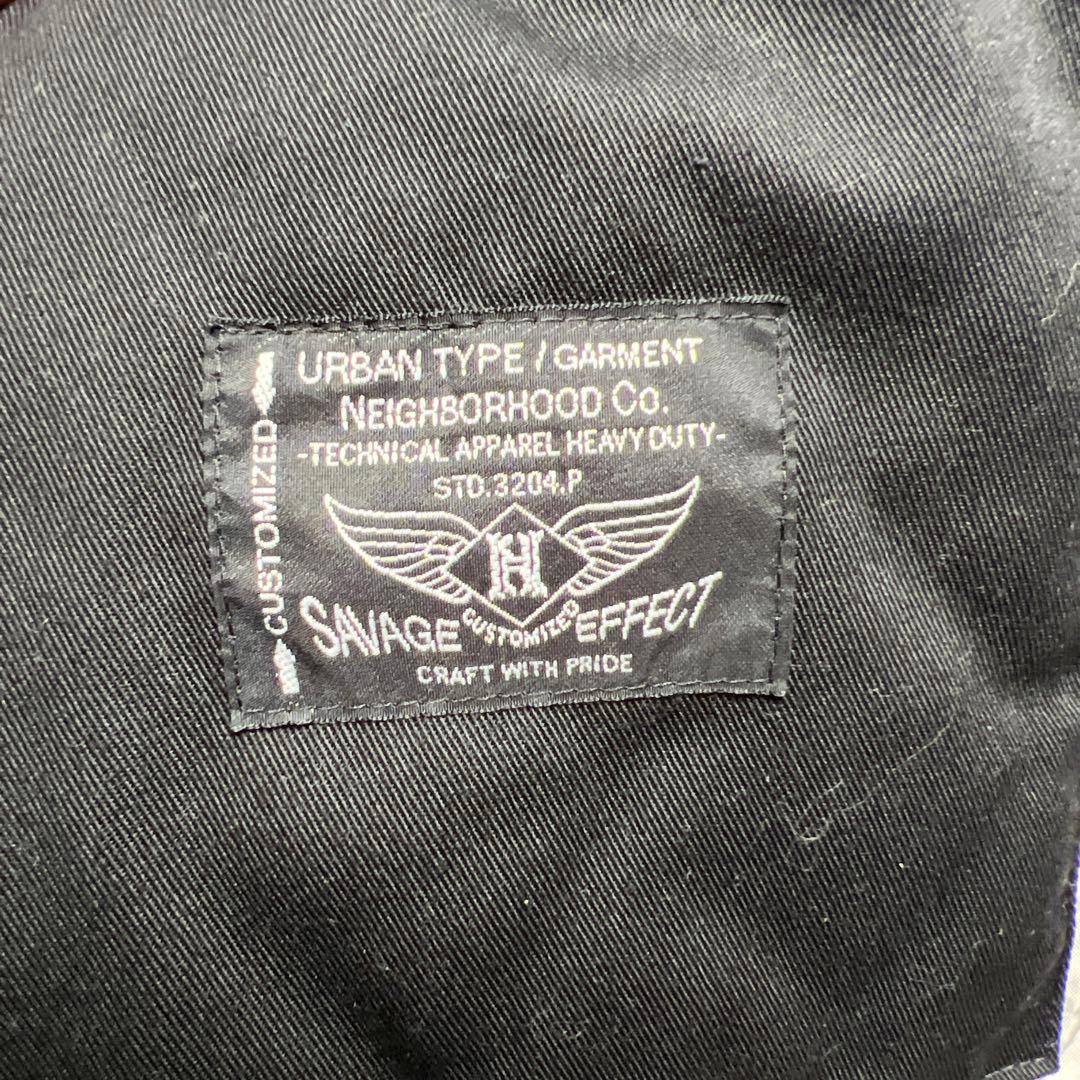 CUSTOMIZED
URBAN TYPE / GARMENT
NEIGHBORHOOD CO.
-TECHNICAL APPAREL HEAVY DUTY-
STD.3204.P
H
SAVAGE CUSTOMIZED EFFECT
CRAFT WITH PRIDE